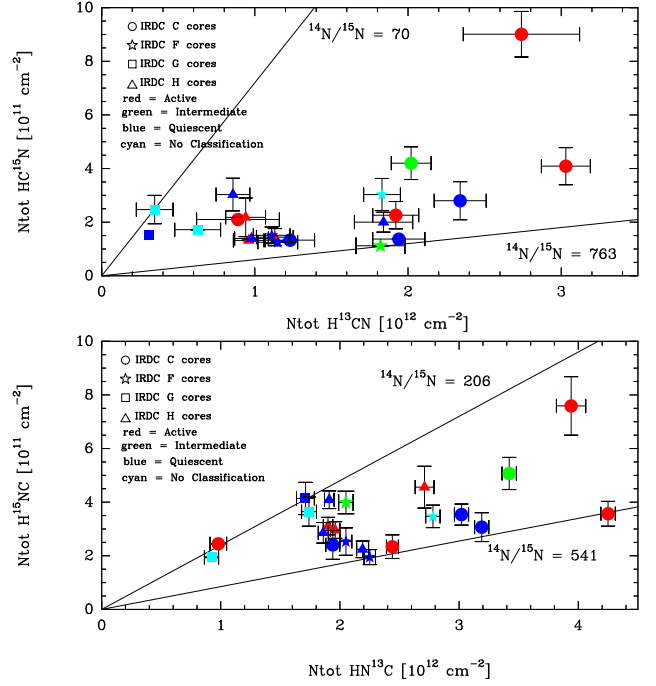 10
8
6
4
2
0
Ntot HC¹⁵N [10¹¹ cm⁻²]
IRDC C cores
IRDC F cores
IRDC G cores
IRDC H cores
red = Active
green = Intermediate
blue = Quiescent
cyan = No Classification
¹⁴N/¹⁵N = 70
¹⁴N/¹⁵N = 763
0 1 2 3
Ntot H¹³CN [10¹² cm⁻²]
10
8
6
4
2
0
Ntot H¹⁵NC [10¹¹ cm⁻²]
IRDC C cores
IRDC F cores
IRDC G cores
IRDC H cores
red = Active
green = Intermediate
blue = Quiescent
cyan = No Classification
¹⁴N/¹⁵N = 206
¹⁴N/¹⁵N = 541
0 1 2 3 4
Ntot HN¹³C [10¹² cm⁻²]